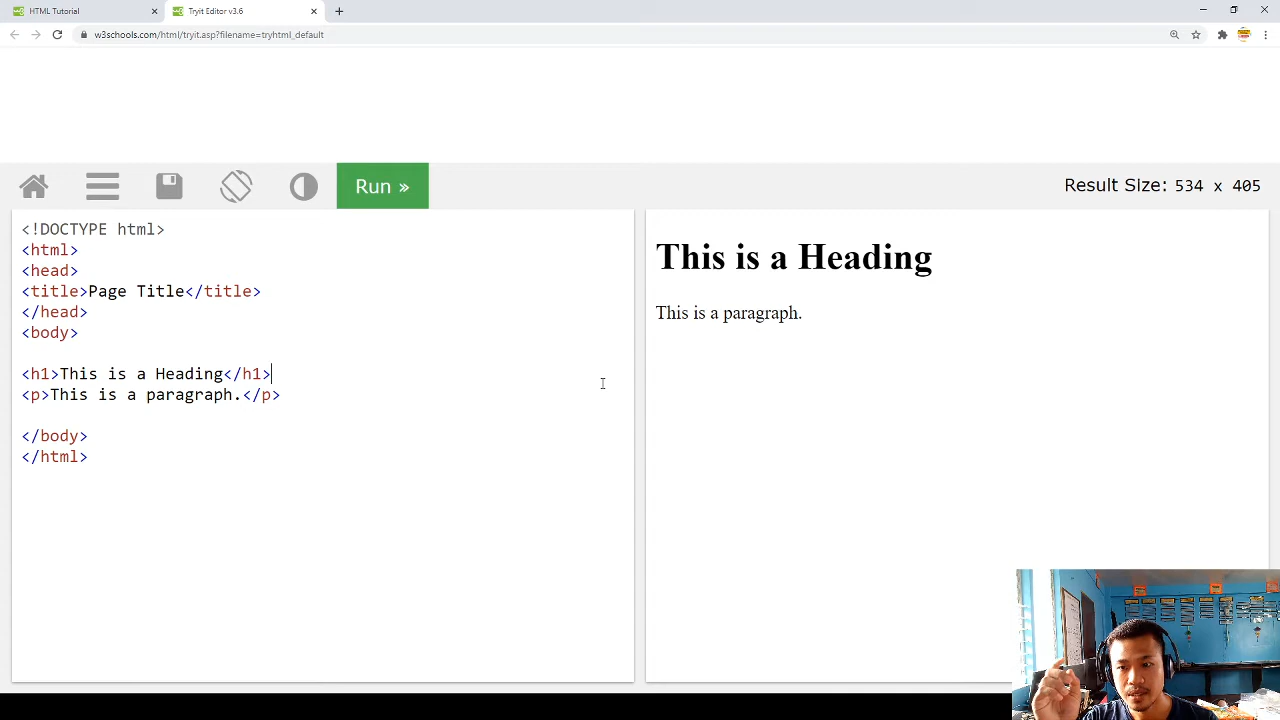 HTML Tutorial
Tryit Editor v3.6
w3schools.com/html/tryit.asp?filename=tryhtml_default
Run »
Result Size: 534 x 405
<!DOCTYPE html>
<html>
<head>
<title>Page Title</title>
</head>
<body>
<h1>This is a Heading</h1>
<p>This is a paragraph.</p>
</body>
</html>
This is a Heading
This is a paragraph.